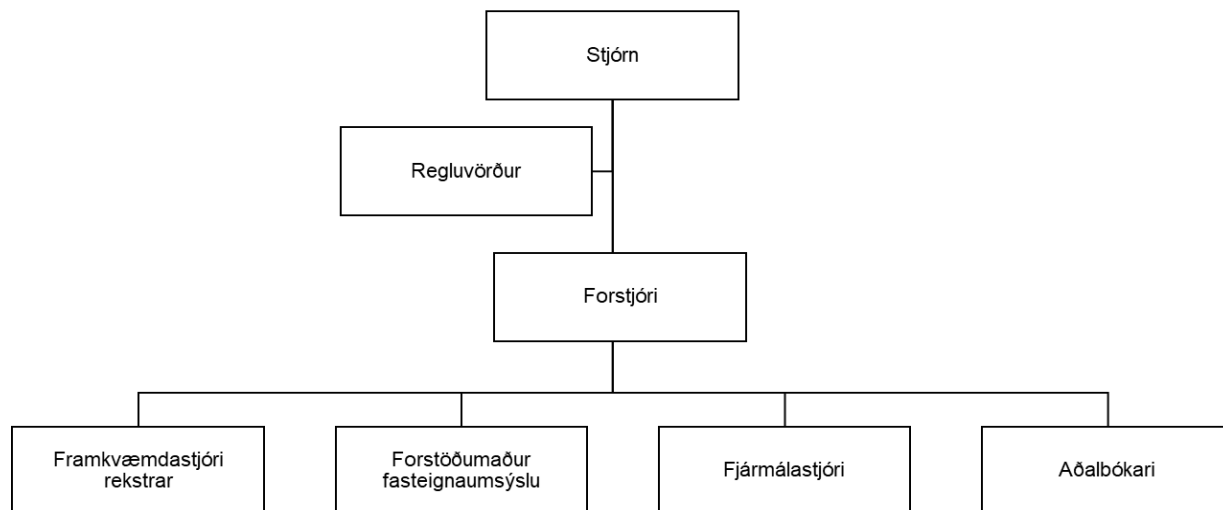 Stjórn
Regluvörður
Forstjóri
Framkvæmdastjóri
rekstrar
Forstöðumaður
fasteignaumsýslu
Fjármálastjóri
Aðalbókari